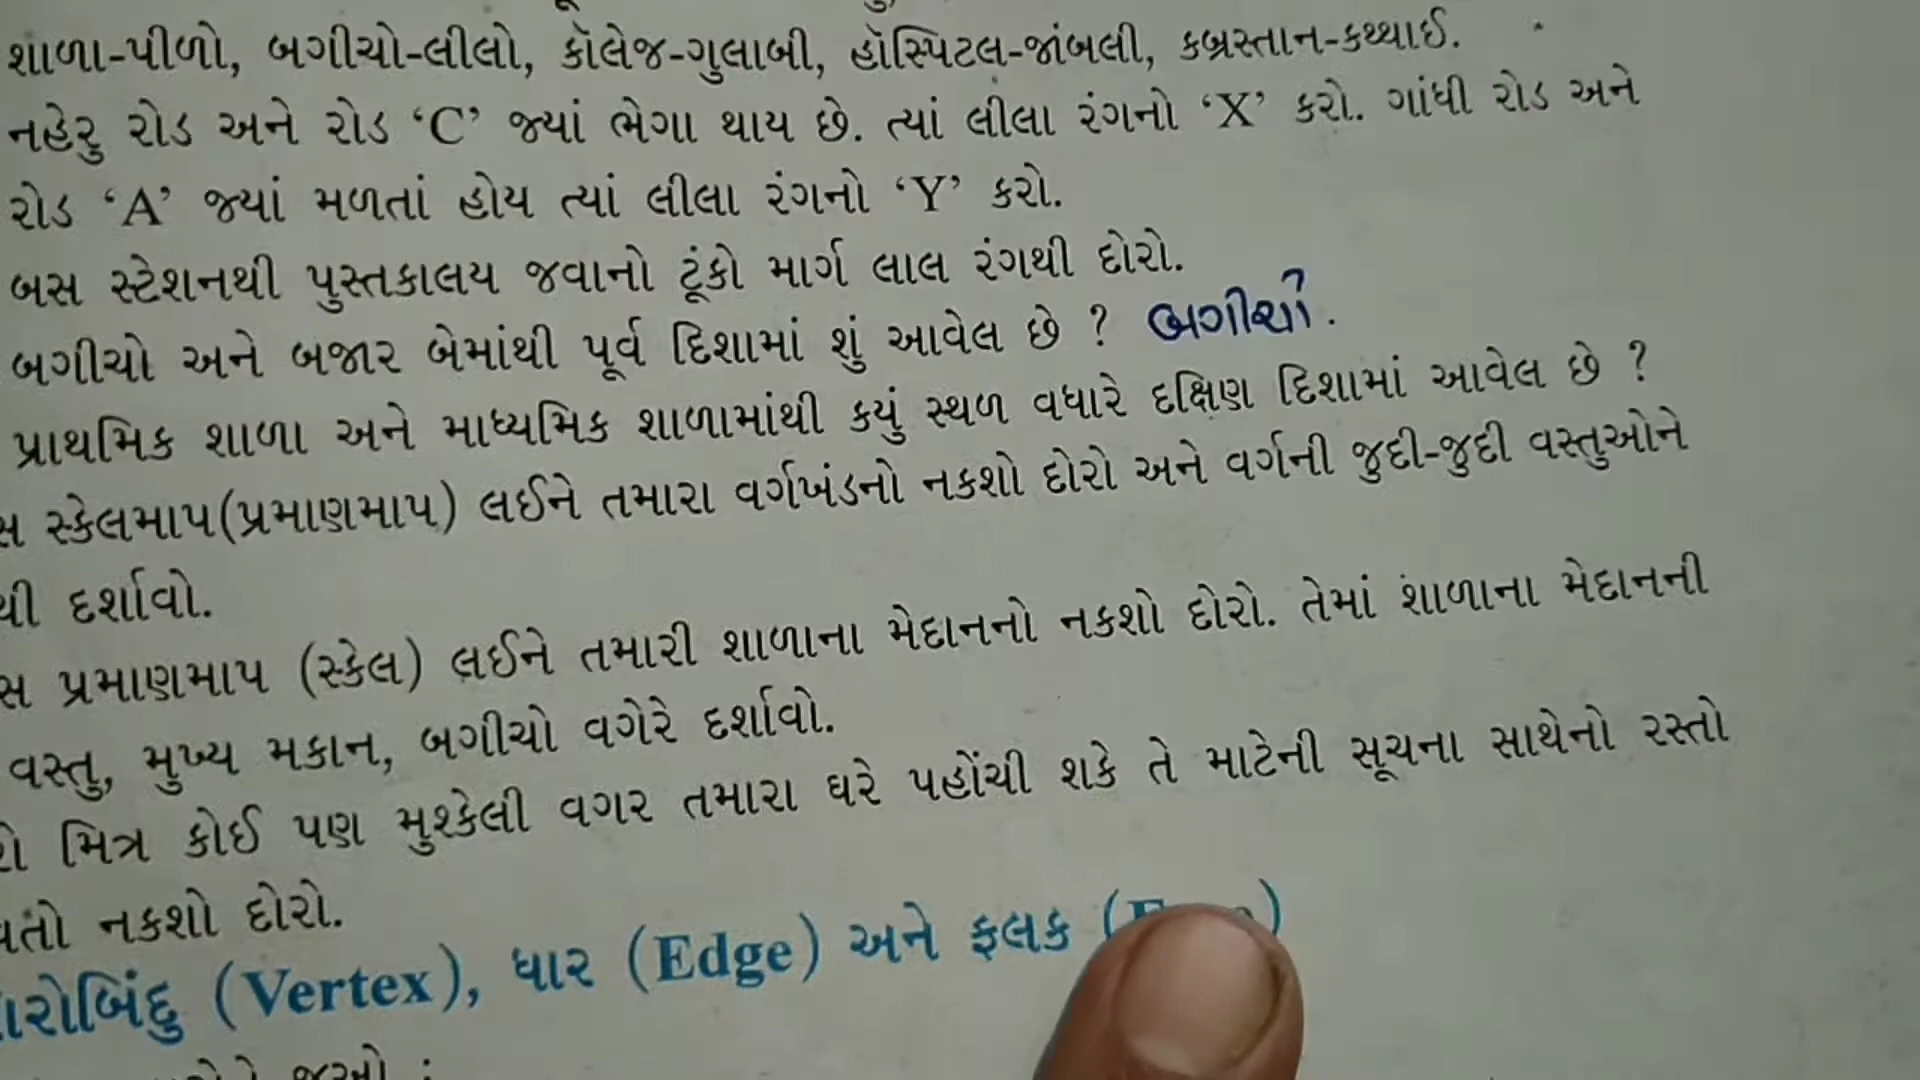 શાળા-પીળો, બગીચો-લીલો, કૉલેજ-ગુલાબી, હૉસ્પિટલ-જાંબલી, કબ્રસ્તાન-કથ્થાઈ.
નહેરુ રોડ અને રોડ ‘C’ જ્યાં ભેગા થાય છે. ત્યાં લીલા રંગનો ‘X’ કરો. ગાંધી રોડ અને
રોડ ‘A’ જ્યાં મળતાં હોય ત્યાં લીલા રંગનો ‘Y’ કરો.
બસ સ્ટેશનથી પુસ્તકાલય જવાનો ટૂંકો માર્ગ લાલ રંગથી દોરો.
બગીચો અને બજાર બેમાંથી પૂર્વ દિશામાં શું આવેલ છે ? બગીચો.
પ્રાથમિક શાળા અને માધ્યમિક શાળામાંથી કયું સ્થળ વધારે દક્ષિણ દિશામાં આવેલ છે ?
સ સ્કેલમાપ(પ્રમાણમાપ) લઈને તમારા વર્ગખંડનો નકશો દોરો અને વર્ગની જુદી-જુદી વસ્તુઓને
થી દર્શાવો.
સ પ્રમાણમાપ (સ્કેલ) લઈને તમારી શાળાના મેદાનનો નકશો દોરો. તેમાં શાળાના મેદાનની
વસ્તુ, મુખ્ય મકાન, બગીચો વગેરે દર્શાવો.
રો મિત્ર કોઈ પણ મુશ્કેલી વગર તમારા ઘરે પહોંચી શકે તે માટેની સૂચના સાથેનો રસ્તો
વતો નકશો દોરો.
રોબિંદુ (Vertex), ધાર (Edge) અને ફલક
જુઓ :